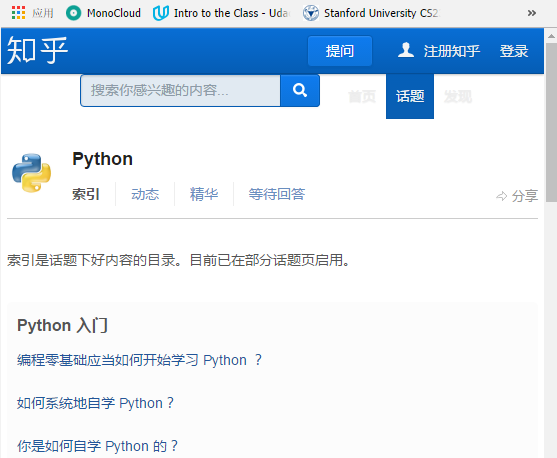 应用 MonoCloud Intro to the Class - Uda Stanford University CS2 »
知乎 提问 注册知乎 登录
搜索你感兴趣的内容... 首页 话题 发现
Python
索引 动态 精华 等待回答 分享
索引是话题下好内容的目录。目前已在部分话题页启用。
Python 入门
编程零基础应当如何开始学习 Python ？
如何系统地自学 Python？
你是如何自学 Python 的？